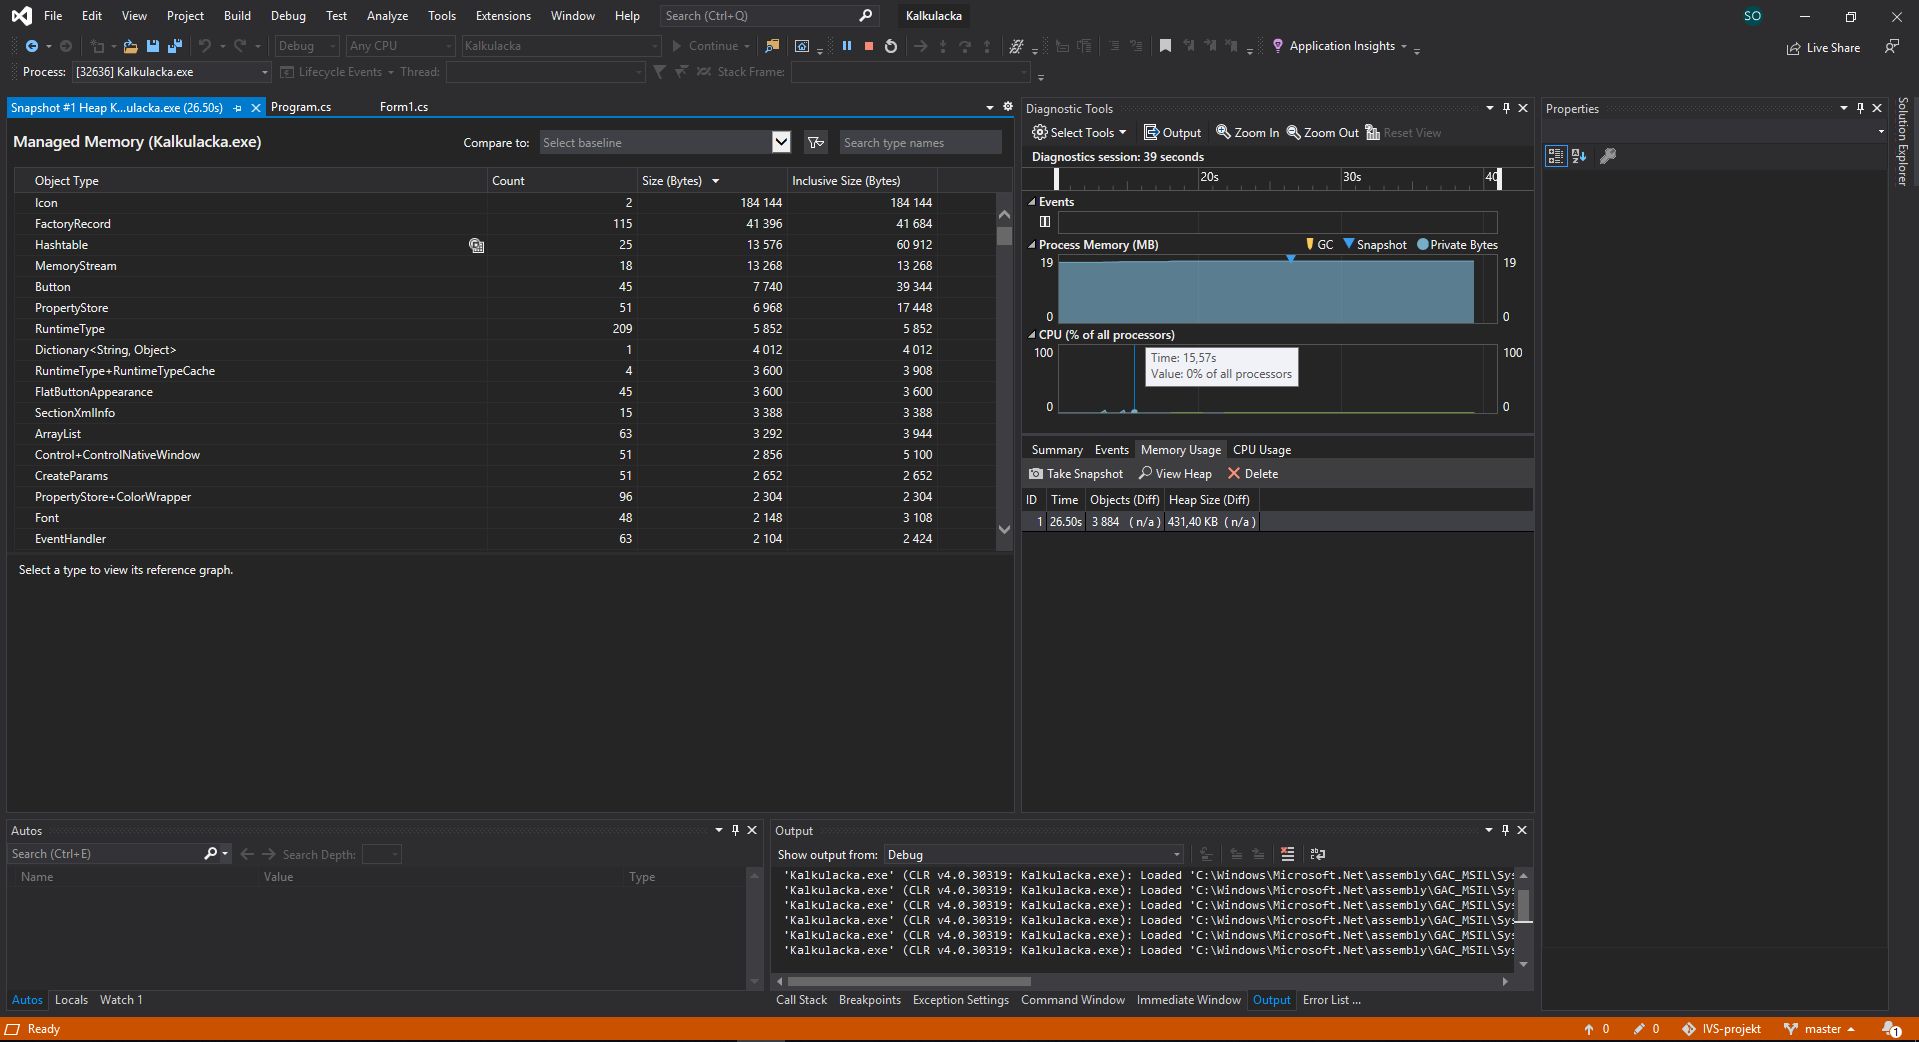 File Edit View Project Build Debug Test Analyze Tools Extensions Window Help Search (Ctrl+Q) Kalkulacka SO
Debug Any CPU Kalkulacka Continue Application Insights Live Share
Process: [32636] Kalkulacka.exe Lifecycle Events Thread: Stack Frame:
Snapshot #1 Heap K...ulacka.exe (26.50s) Program.cs Form1.cs
Managed Memory (Kalkulacka.exe) Compare to: Select baseline Search type names
Object Type Count Size (Bytes) Inclusive Size (Bytes)
Icon 2 184 144 184 144
FactoryRecord 115 41 396 41 684
Hashtable 25 13 576 60 912
MemoryStream 18 13 268 13 268
Button 45 7 740 39 344
PropertyStore 51 6 968 17 448
RuntimeType 209 5 852 5 852
Dictionary<String, Object> 1 4 012 4 012
RuntimeType+RuntimeTypeCache 4 3 600 3 908
FlatButtonAppearance 45 3 600 3 600
SectionXmlInfo 15 3 388 3 388
ArrayList 63 3 292 3 944
Control+ControlNativeWindow 51 2 856 5 100
CreateParams 51 2 652 2 652
PropertyStore+ColorWrapper 96 2 304 2 304
Font 48 2 148 3 108
EventHandler 63 2 104 2 424
Select a type to view its reference graph.
Diagnostic Tools
Select Tools Output Zoom In Zoom Out Reset View
Diagnostics session: 39 seconds
20s 30s 40
Events
Process Memory (MB) GC Snapshot Private Bytes
19 19
0 0
CPU (% of all processors)
100 100
Time: 15,57s
Value: 0% of all processors
0 0
Summary Events Memory Usage CPU Usage
Take Snapshot View Heap Delete
ID Time Objects (Diff) Heap Size (Diff)
1 26.50s 3 884 (n/a) 431,40 KB (n/a)
Properties
Solution Explorer
Autos
Search (Ctrl+E) Search Depth:
Name Value Type
Autos Locals Watch 1
Output
Show output from: Debug
'Kalkulacka.exe' (CLR v4.0.30319: Kalkulacka.exe): Loaded 'C:\Windows\Microsoft.Net\assembly\GAC_MSIL\Sys
'Kalkulacka.exe' (CLR v4.0.30319: Kalkulacka.exe): Loaded 'C:\Windows\Microsoft.Net\assembly\GAC_MSIL\Sys
'Kalkulacka.exe' (CLR v4.0.30319: Kalkulacka.exe): Loaded 'C:\Windows\Microsoft.Net\assembly\GAC_MSIL\Sys
'Kalkulacka.exe' (CLR v4.0.30319: Kalkulacka.exe): Loaded 'C:\Windows\Microsoft.Net\assembly\GAC_MSIL\Sys
'Kalkulacka.exe' (CLR v4.0.30319: Kalkulacka.exe): Loaded 'C:\Windows\Microsoft.Net\assembly\GAC_MSIL\Sys
'Kalkulacka.exe' (CLR v4.0.30319: Kalkulacka.exe): Loaded 'C:\Windows\Microsoft.Net\assembly\GAC_MSIL\Sys
Call Stack Breakpoints Exception Settings Command Window Immediate Window Output Error List ...
Ready 0 0 IVS-projekt master 1